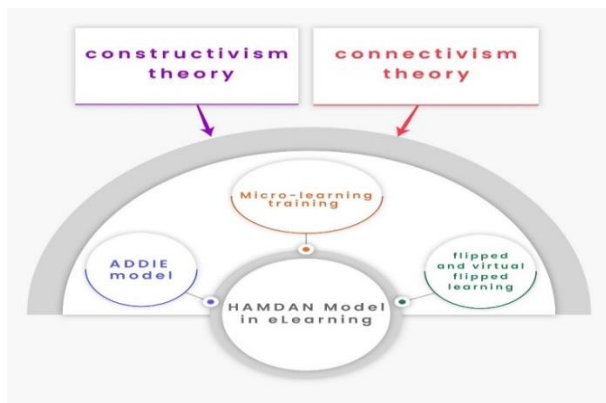 constructivism
theory
connectivism
theory
Micro-learning
training
ADDIE
model
flipped
and virtual
flipped
learning
HAMDAN Model
in eLearning